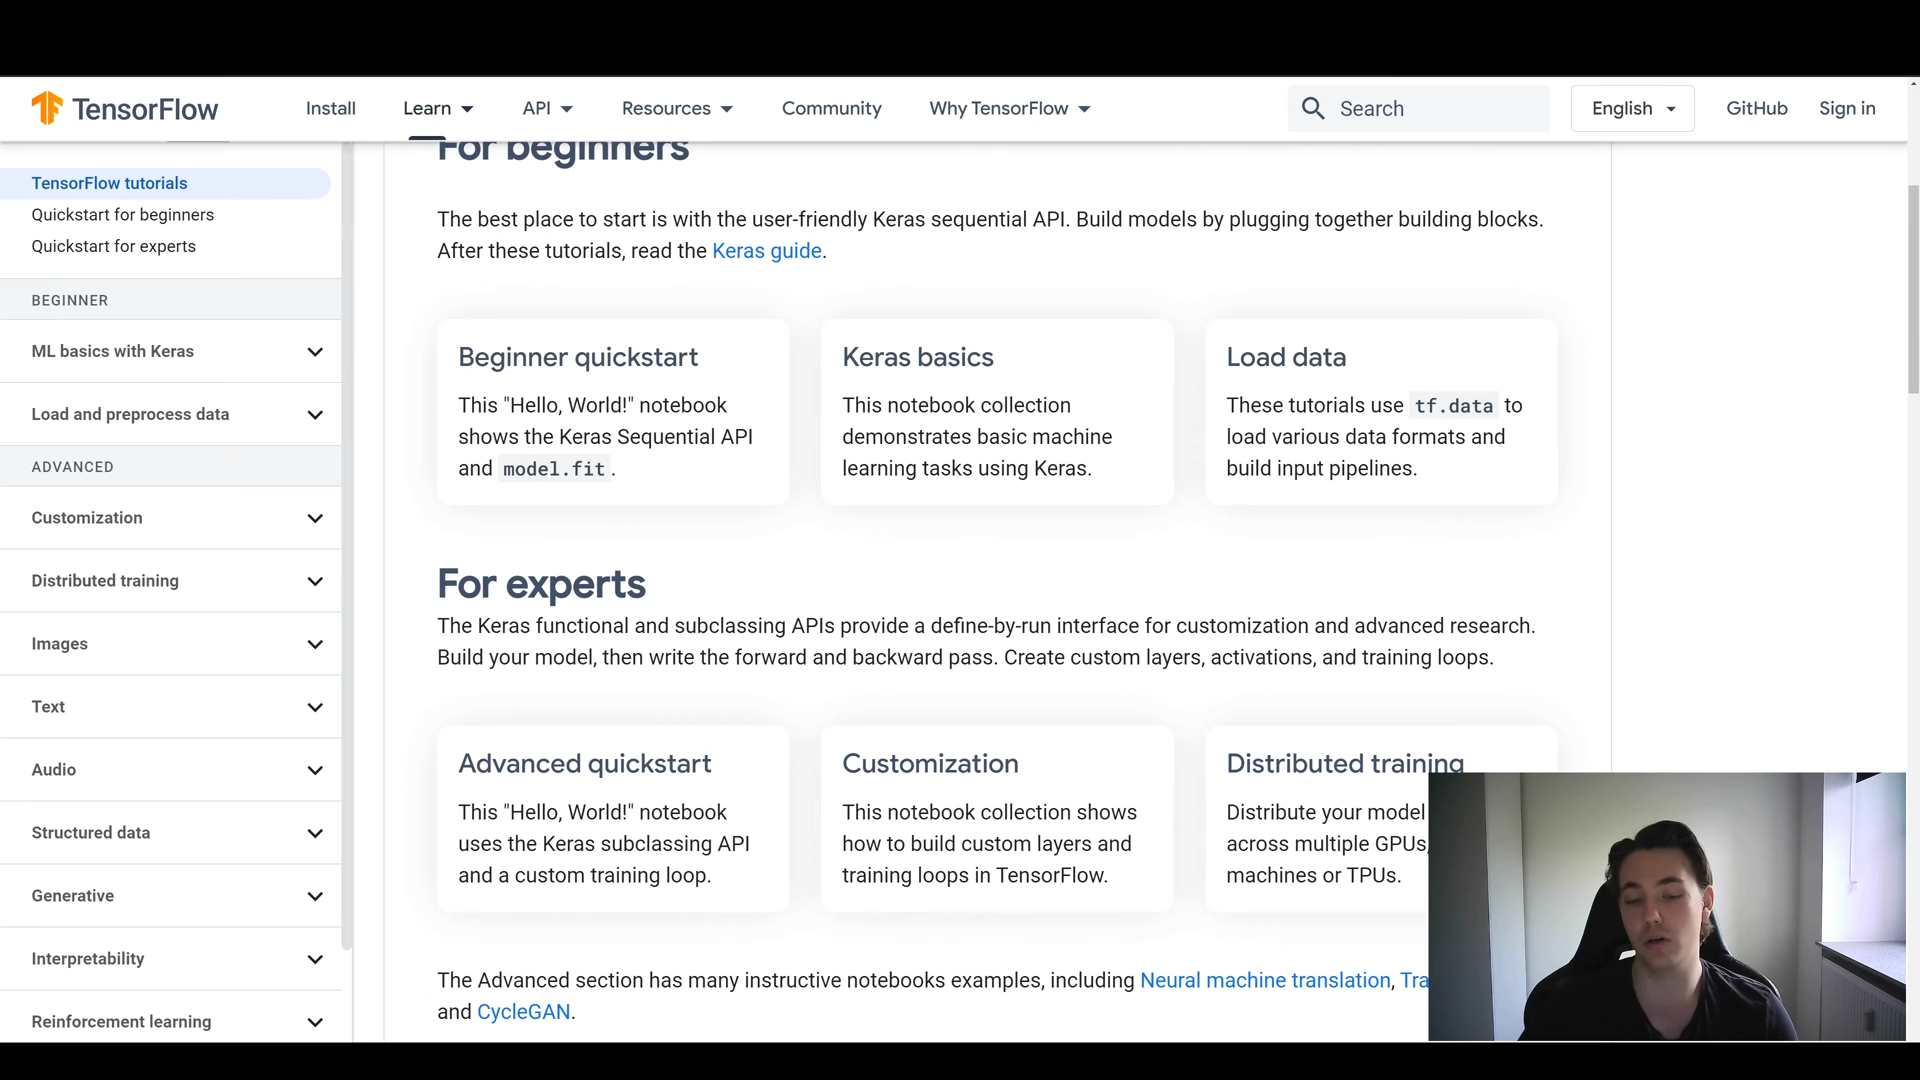 TensorFlow
Install
Learn
API
Resources
Community
Why TensorFlow
Search
English
GitHub
Sign in
TensorFlow tutorials
Quickstart for beginners
Quickstart for experts
BEGINNER
ML basics with Keras
Load and preprocess data
ADVANCED
Customization
Distributed training
Images
Text
Audio
Structured data
Generative
Interpretability
Reinforcement learning
For beginners
The best place to start is with the user-friendly Keras sequential API. Build models by plugging together building blocks.
After these tutorials, read the Keras guide.
Beginner quickstart
This "Hello, World!" notebook
shows the Keras Sequential API
and model.fit.
Keras basics
This notebook collection
demonstrates basic machine
learning tasks using Keras.
Load data
These tutorials use tf.data to
load various data formats and
build input pipelines.
For experts
The Keras functional and subclassing APIs provide a define-by-run interface for customization and advanced research.
Build your model, then write the forward and backward pass. Create custom layers, activations, and training loops.
Advanced quickstart
This "Hello, World!" notebook
uses the Keras subclassing API
and a custom training loop.
Customization
This notebook collection shows
how to build custom layers and
training loops in TensorFlow.
Distributed training
Distribute your model
across multiple GPUs,
machines or TPUs.
The Advanced section has many instructive notebooks examples, including Neural machine translation,
and CycleGAN.